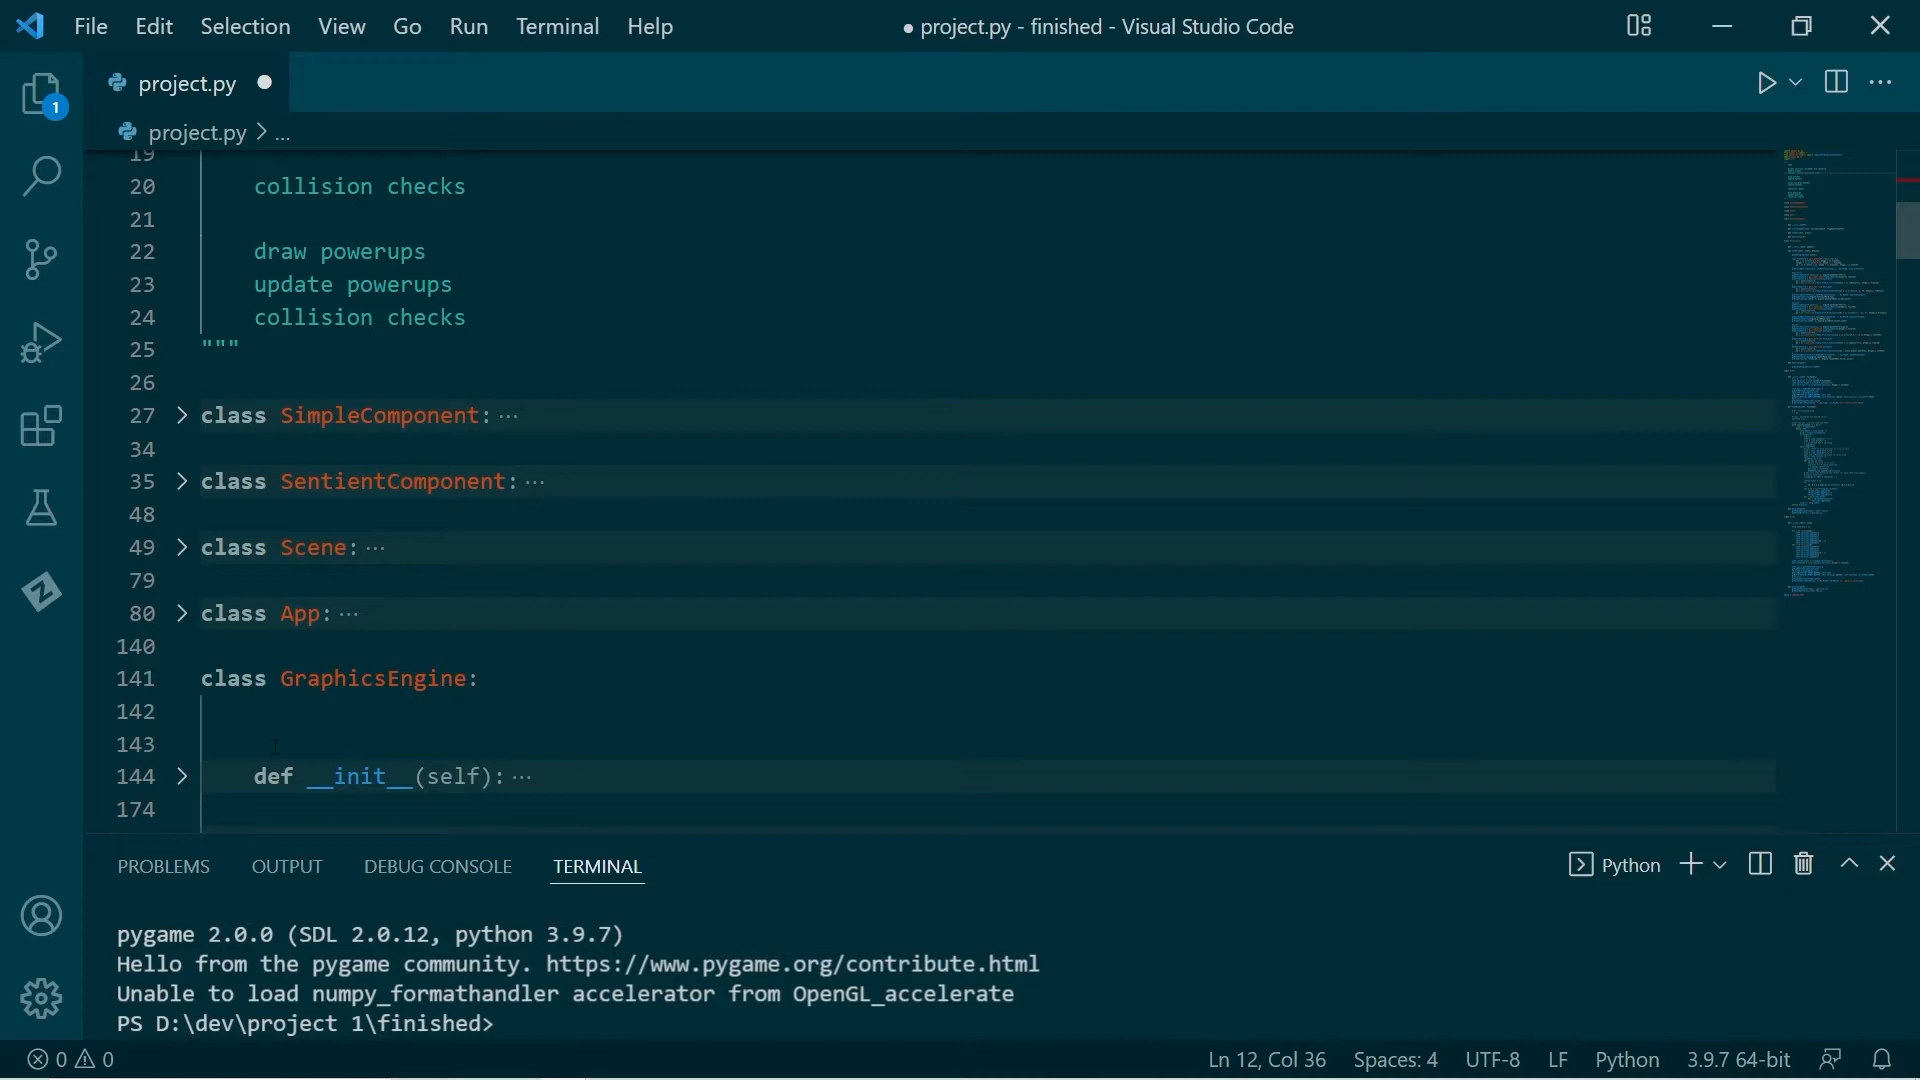 File Edit Selection View Go Run Terminal Help ● project.py - finished - Visual Studio Code
project.py ●
project.py > ...
19
20 collision checks
21
22 draw powerups
23 update powerups
24 collision checks
25 """
26
27 class SimpleComponent: ...
34
35 class SentientComponent: ...
48
49 class Scene: ...
79
80 class App: ...
140
141 class GraphicsEngine:
142
143
144 def __init__(self): ...
174
1
PROBLEMS OUTPUT DEBUG CONSOLE TERMINAL Python
pygame 2.0.0 (SDL 2.0.12, python 3.9.7)
Hello from the pygame community. https://www.pygame.org/contribute.html
Unable to load numpy_formathandler accelerator from OpenGL_accelerate
PS D:\dev\project 1\finished>
0 0 Ln 12, Col 36 Spaces: 4 UTF-8 LF Python 3.9.7 64-bit